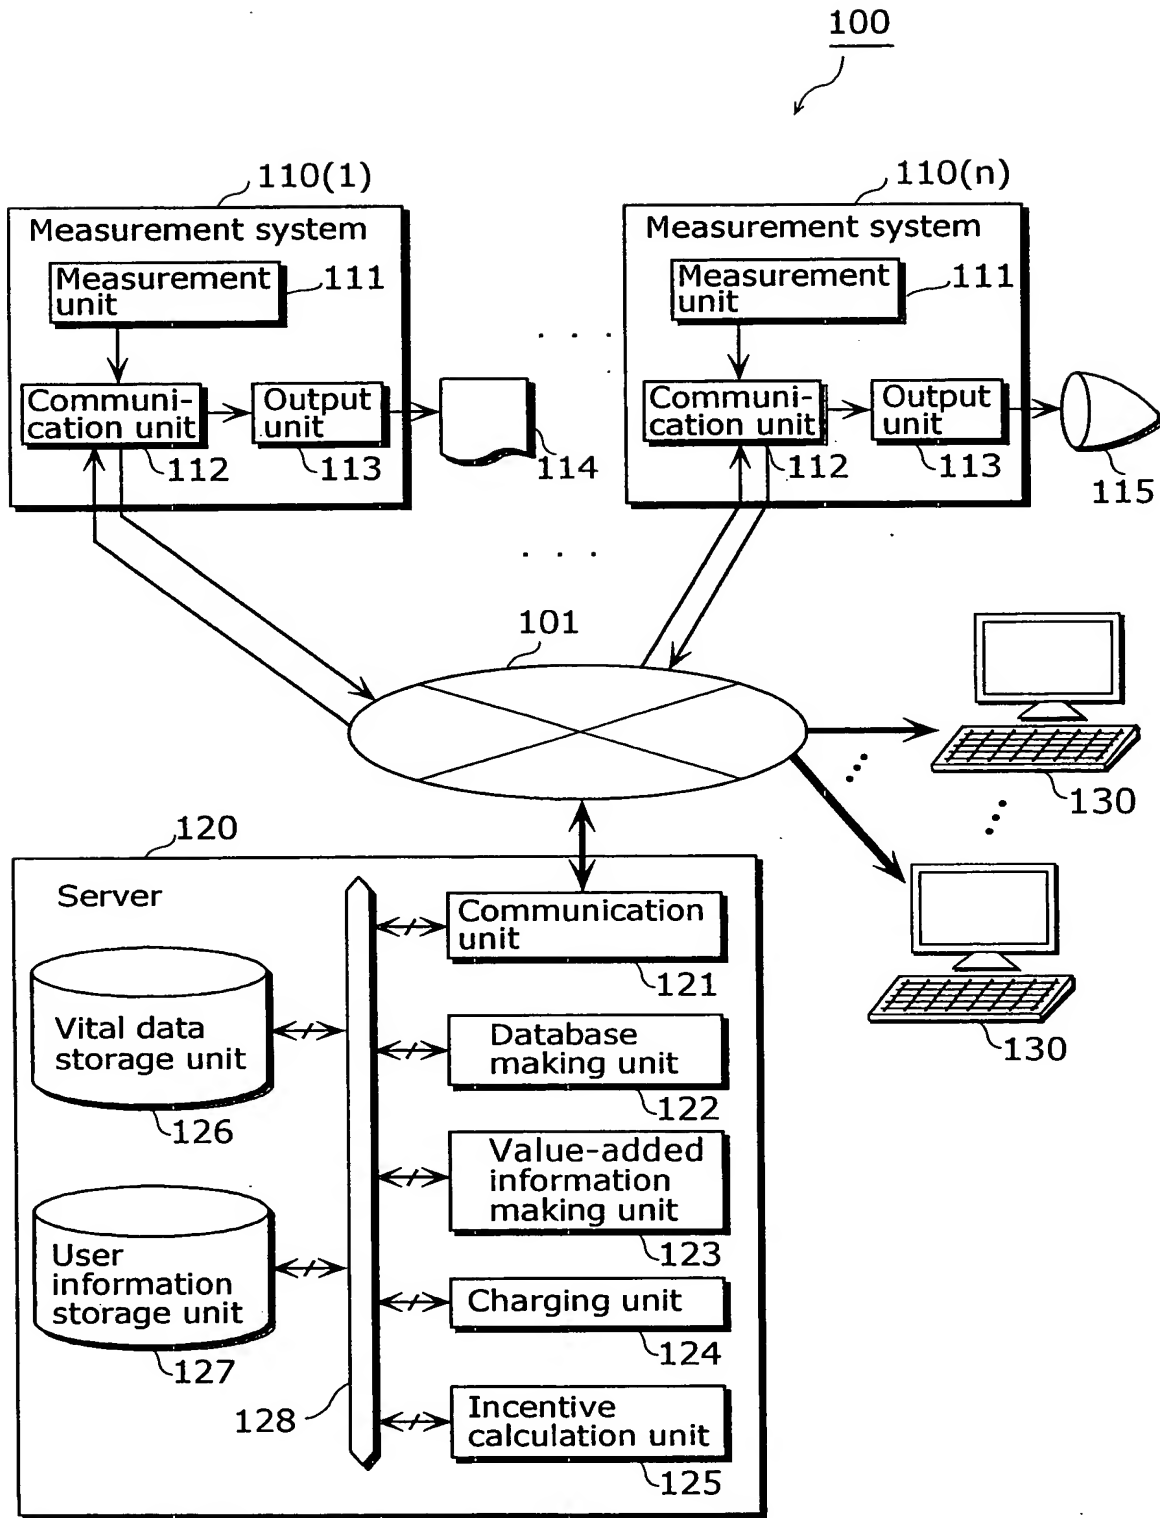 100
110(1)
Measurement system
Measurement
unit
111
Communi-
cation unit
112
Output
unit
113
114
. . .
110(n)
Measurement system
Measurement
unit
111
Communi-
cation unit
112
Output
unit
113
115
. . .
101
130
130
120
Server
Communication
unit
121
Vital data
storage unit
126
Database
making unit
122
Value-added
information
making unit
123
User
information
storage unit
127
Charging unit
124
128
Incentive
calculation unit
125